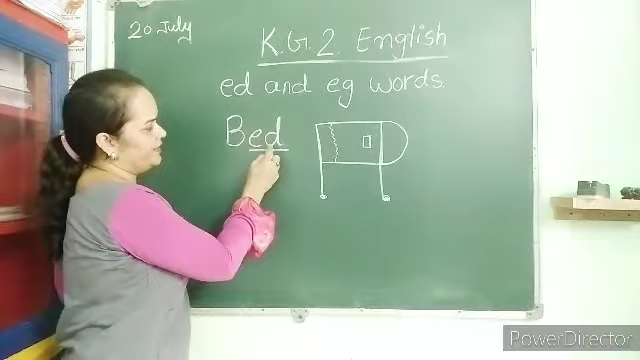 20 July
K.G. 2. English
ed and eg words.
Bed
PowerDirector